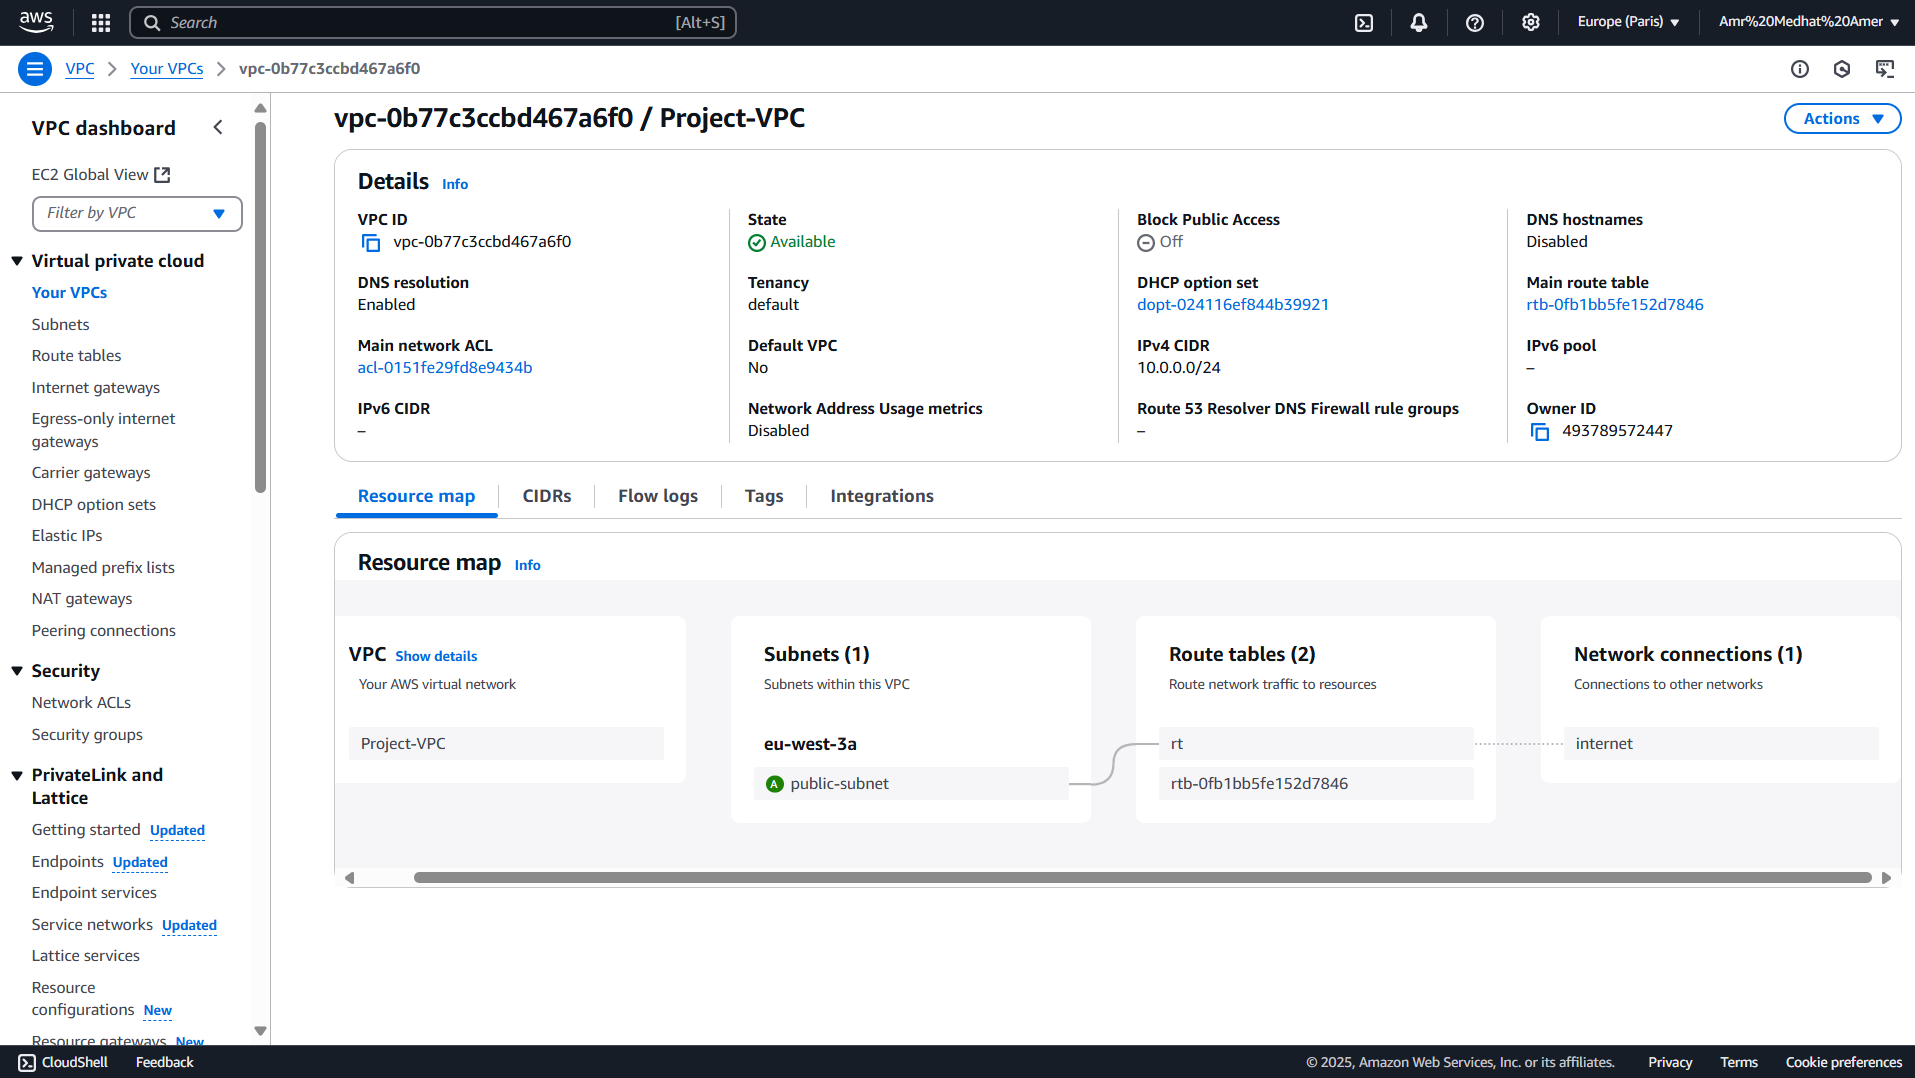 aws
Search [Alt+S]
Europe (Paris) Amr%20Medhat%20Amer
VPC Your VPCs vpc-0b77c3ccbd467a6f0
VPC dashboard
EC2 Global View
Filter by VPC
Virtual private cloud
Your VPCs
Subnets
Route tables
Internet gateways
Egress-only internet
gateways
Carrier gateways
DHCP option sets
Elastic IPs
Managed prefix lists
NAT gateways
Peering connections
Security
Network ACLs
Security groups
PrivateLink and
Lattice
Getting started Updated
Endpoints Updated
Endpoint services
Service networks Updated
Lattice services
Resource
configurations New
Resource gateways New
vpc-0b77c3ccbd467a6f0 / Project-VPC
Actions
Details Info
VPC ID
vpc-0b77c3ccbd467a6f0
State
Available
Block Public Access
Off
DNS hostnames
Disabled
DNS resolution
Enabled
Tenancy
default
DHCP option set
dopt-024116ef844b39921
Main route table
rtb-0fb1bb5fe152d7846
Main network ACL
acl-0151fe29fd8e9434b
Default VPC
No
IPv4 CIDR
10.0.0.0/24
IPv6 pool
–
IPv6 CIDR
–
Network Address Usage metrics
Disabled
Route 53 Resolver DNS Firewall rule groups
–
Owner ID
493789572447
Resource map CIDRs Flow logs Tags Integrations
Resource map Info
VPC Show details
Your AWS virtual network
Project-VPC
Subnets (1)
Subnets within this VPC
eu-west-3a
A public-subnet
Route tables (2)
Route network traffic to resources
rt
rtb-0fb1bb5fe152d7846
Network connections (1)
Connections to other networks
internet
CloudShell Feedback
© 2025, Amazon Web Services, Inc. or its affiliates. Privacy Terms Cookie preferences